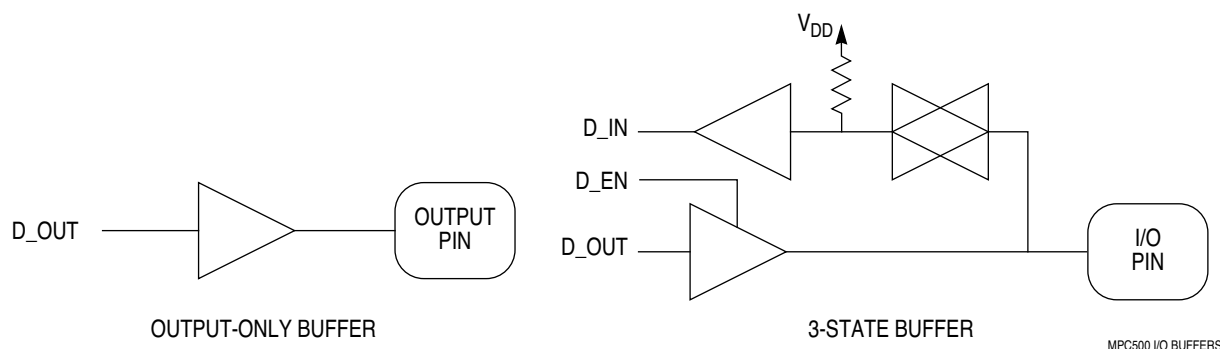 V_DD
D_IN
D_EN
D_OUT
OUTPUT
PIN
D_OUT
I/O
PIN
OUTPUT-ONLY BUFFER
3-STATE BUFFER
MPC500 I/O BUFFERS